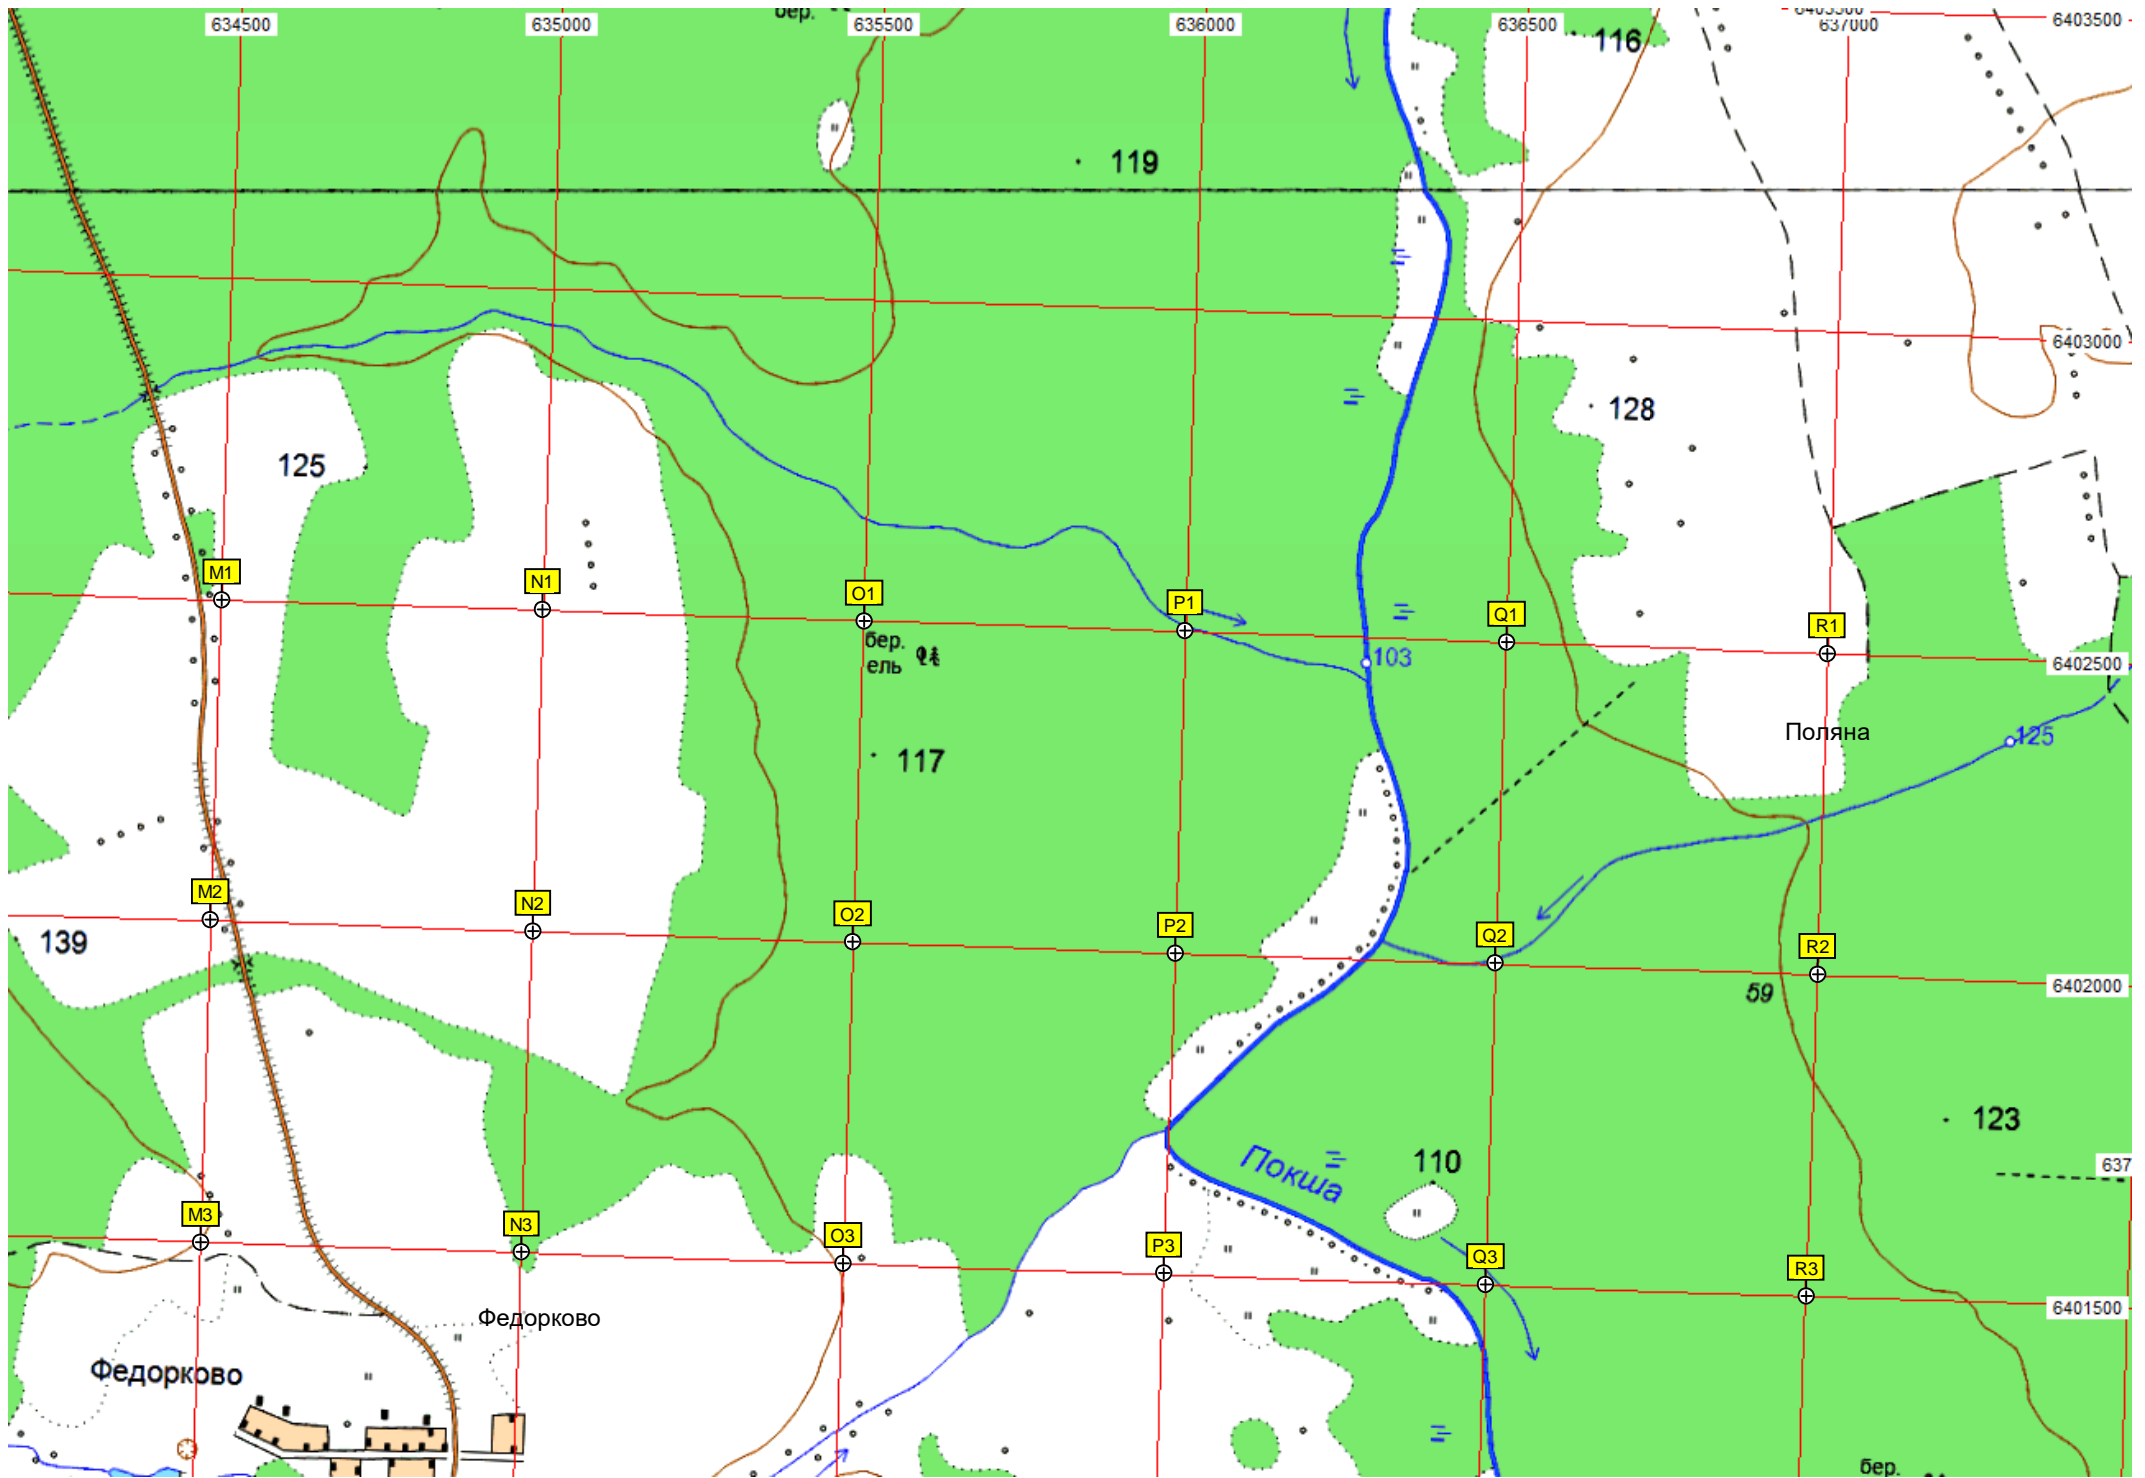 бер.
634500 635000 635500 636000 636500 637000
6403500
6403500
116
119
6403000
128
125
M1 N1 O1 P1 Q1 R1
бер.
ель
103
6402500
Поляна
125
117
M2 N2 O2 P2 Q2 R2
139
6402000
59
123
110
Покша
637
M3 N3 O3 P3 Q3 R3
6401500
Федорково
Федорково
бер.